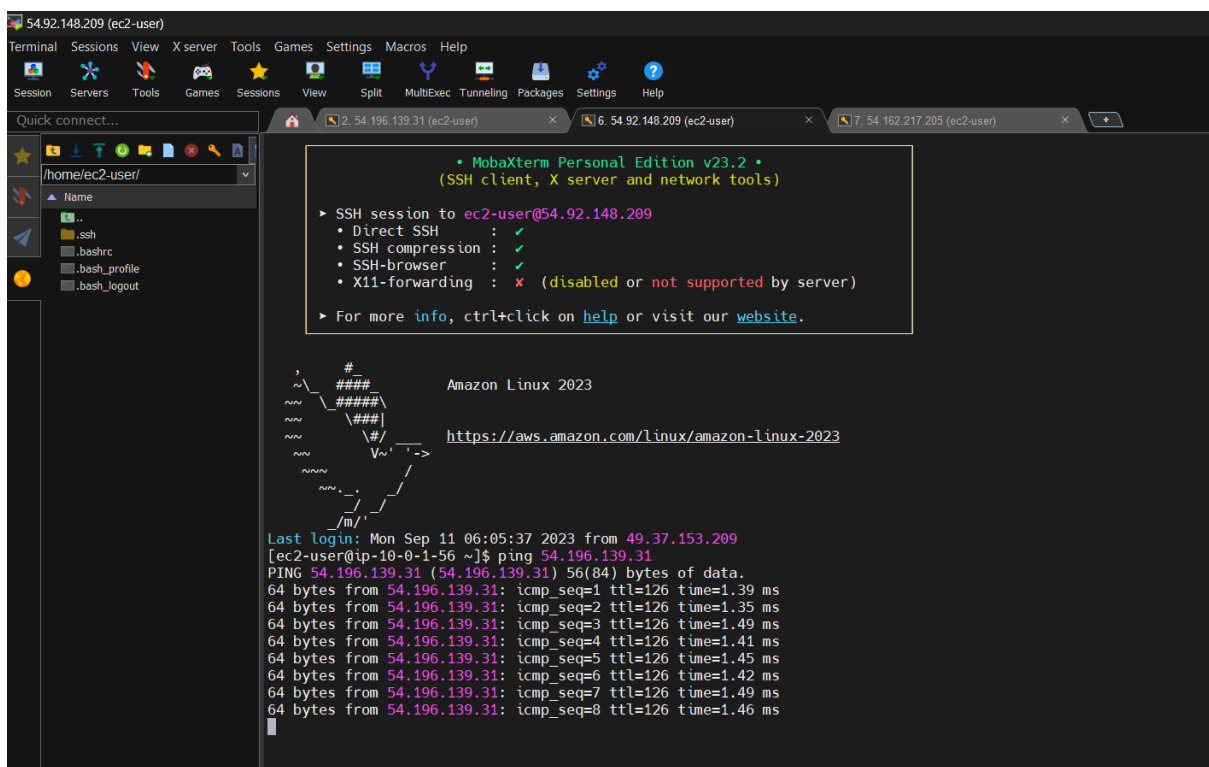 54.92.148.209 (ec2-user)
Terminal Sessions View X server Tools Games Settings Macros Help
Session Servers Tools Games Sessions View Split MultiExec Tunneling Packages Settings Help
Quick connect...
2. 54.196.139.31 (ec2-user)
6. 54.92.148.209 (ec2-user)
7. 54.162.217.205 (ec2-user)
/home/ec2-user/
Name
..
.ssh
.bashrc
.bash_profile
.bash_logout
• MobaXterm Personal Edition v23.2 •
(SSH client, X server and network tools)
► SSH session to ec2-user@54.92.148.209
• Direct SSH : ✔
• SSH compression : ✔
• SSH-browser : ✔
• X11-forwarding : ✘ (disabled or not supported by server)
► For more info, ctrl+click on help or visit our website.
, #_
~\_ ####_ Amazon Linux 2023
~~ \_#####\
~~ \###|
~~ \#/ ___ https://aws.amazon.com/linux/amazon-linux-2023
~~ V~' '->
~~~ /
~~._. _/
_/ _/
_/m/'
Last login: Mon Sep 11 06:05:37 2023 from 49.37.153.209
[ec2-user@ip-10-0-1-56 ~]$ ping 54.196.139.31
PING 54.196.139.31 (54.196.139.31) 56(84) bytes of data.
64 bytes from 54.196.139.31: icmp_seq=1 ttl=126 time=1.39 ms
64 bytes from 54.196.139.31: icmp_seq=2 ttl=126 time=1.35 ms
64 bytes from 54.196.139.31: icmp_seq=3 ttl=126 time=1.49 ms
64 bytes from 54.196.139.31: icmp_seq=4 ttl=126 time=1.41 ms
64 bytes from 54.196.139.31: icmp_seq=5 ttl=126 time=1.45 ms
64 bytes from 54.196.139.31: icmp_seq=6 ttl=126 time=1.42 ms
64 bytes from 54.196.139.31: icmp_seq=7 ttl=126 time=1.49 ms
64 bytes from 54.196.139.31: icmp_seq=8 ttl=126 time=1.46 ms